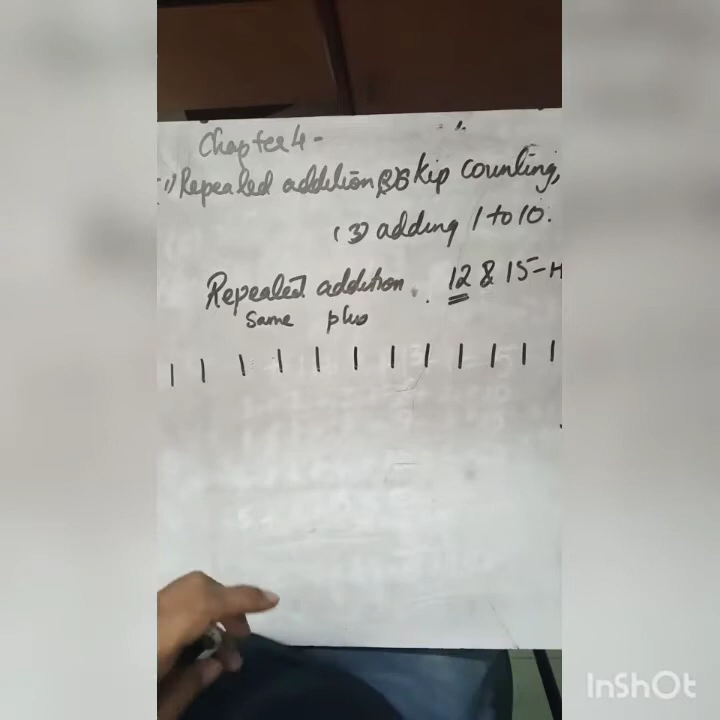 Chapter 4 -
1) Repeated addition (2) Skip counting,
(3) adding 1 to 10.
Repeated addition. 12 & 15-H
same plus
| | | | | | | | | | | |
InShOt